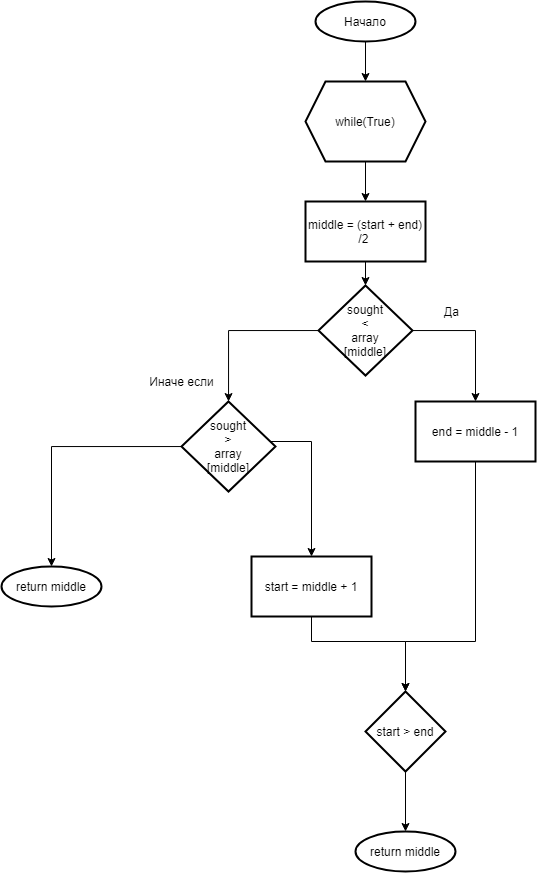 Начало
while(True)
middle = (start + end)
/2
sought
<
array
[middle]
Да
Иначе если
sought
>
array
[middle]
end = middle - 1
return middle
start = middle + 1
start > end
return middle